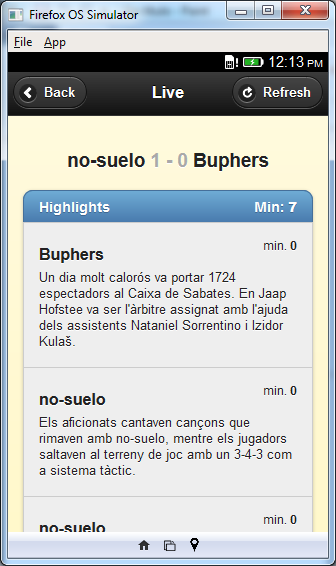 Firefox OS Simulator
File App
12:13 PM
Back Live Refresh
no-suelo 1 - 0 Buphers
Highlights Min: 7
min. 0
Buphers
Un dia molt calorós va portar 1724
espectadors al Caixa de Sabates. En Jaap
Hofstee va ser l'àrbitre assignat amb l'ajuda
dels assistents Nataniel Sorrentino i Izidor
Kulaš.
min. 0
no-suelo
Els aficionats cantaven cançons que
rimaven amb no-suelo, mentre els jugadors
saltaven al terreny de joc amb un 3-4-3 com
a sistema tàctic.
min. 0
no-suelo